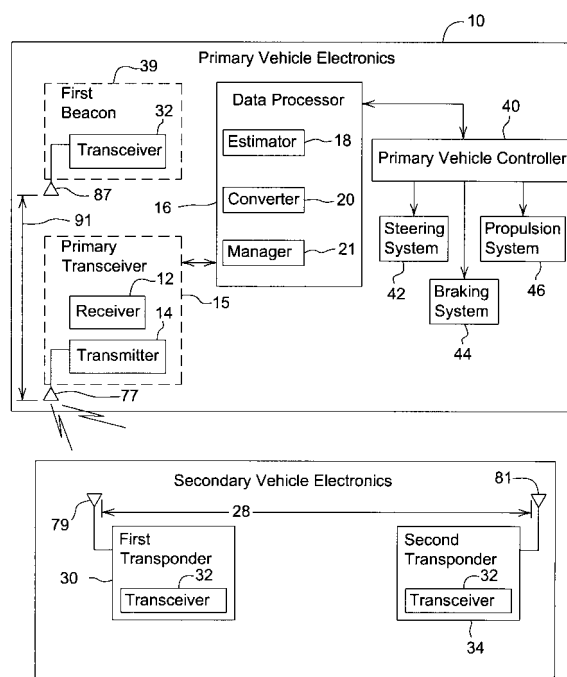 10
Primary Vehicle Electronics
39
First
Beacon
32
Transceiver
87
91
Data Processor
Estimator
18
Converter
20
Manager
21
16
40
Primary Vehicle Controller
Steering
System
42
Propulsion
System
46
Braking
System
44
Primary
Transceiver
12
Receiver
15
14
Transmitter
77
Secondary Vehicle Electronics
79
28
81
First
Transponder
30
32
Transceiver
Second
Transponder
32
Transceiver
34